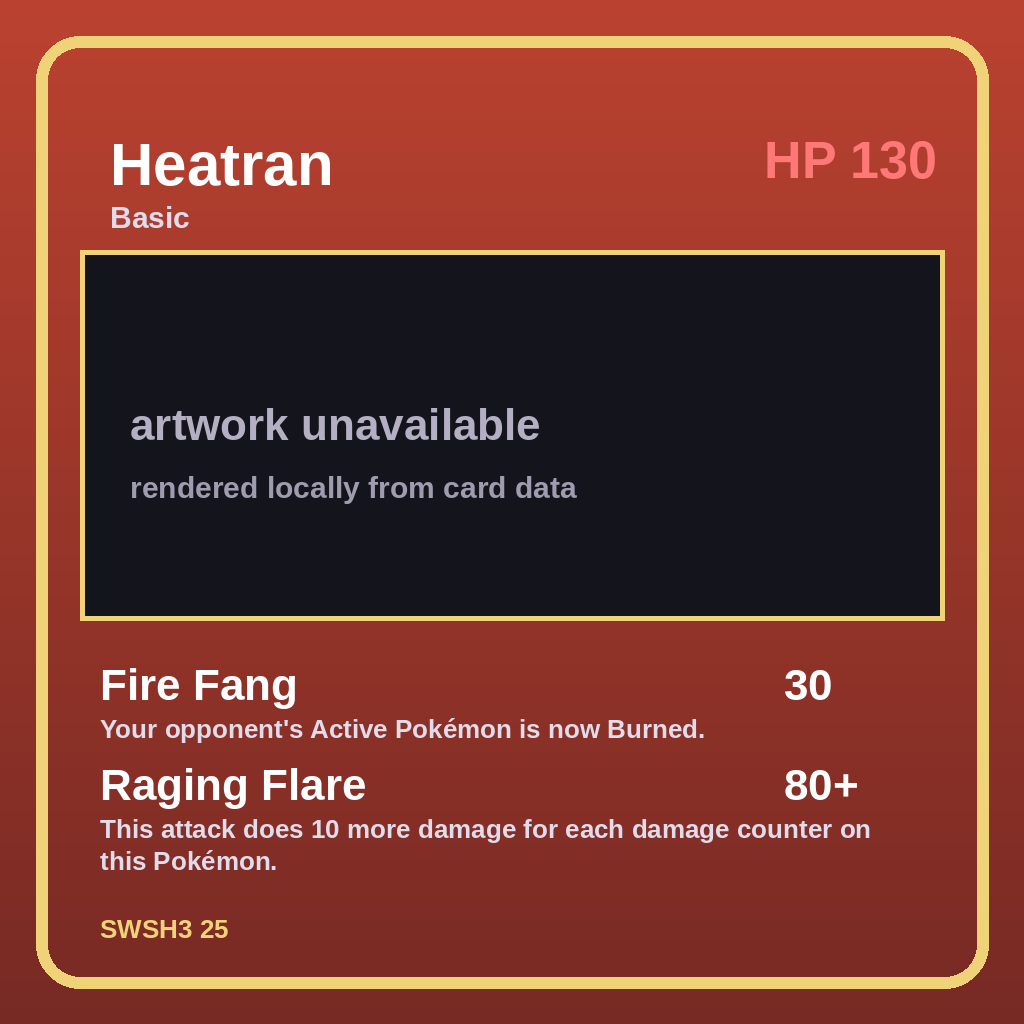 Heatran
HP 130
Basic
artwork unavailable
rendered locally from card data
Fire Fang
30
Your opponent's Active Pokémon is now Burned.
Raging Flare
80+
This attack does 10 more damage for each damage counter on
this Pokémon.
SWSH3 25